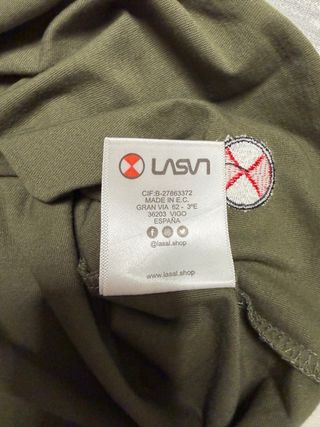 LASAL
CIF:B-27863372
MADE IN E.C.
GRAN VIA 62 - 3ºE
36203 VIGO
ESPAÑA
@lasal.shop
www.lasal.shop